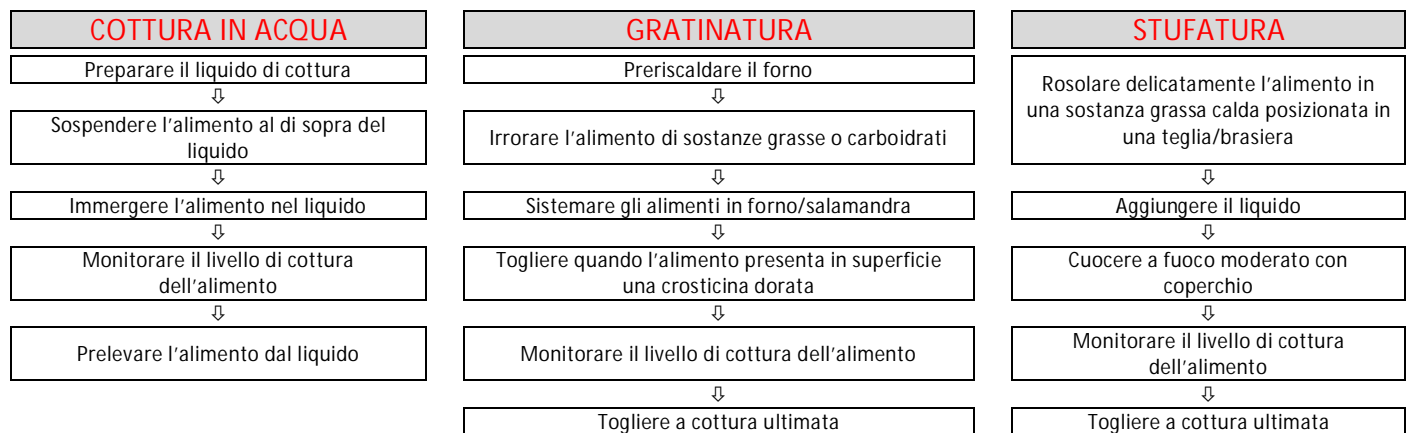 COTTURA IN ACQUA
Preparare il liquido di cottura
⇩
Sospendere l'alimento al di sopra del
liquido
⇩
Immergere l'alimento nel liquido
⇩
Monitorare il livello di cottura
dell'alimento
⇩
Prelevare l'alimento dal liquido
GRATINATURA
Preriscaldare il forno
⇩
Irrorare l'alimento di sostanze grasse o carboidrati
⇩
Sistemare gli alimenti in forno/salamandra
⇩
Togliere quando l'alimento presenta in superficie
una crosticina dorata
⇩
Monitorare il livello di cottura dell'alimento
⇩
Togliere a cottura ultimata
STUFATURA
Rosolare delicatamente l'alimento in
una sostanza grassa calda posizionata in
una teglia/brasiera
⇩
Aggiungere il liquido
⇩
Cuocere a fuoco moderato con
coperchio
⇩
Monitorare il livello di cottura
dell'alimento
⇩
Togliere a cottura ultimata